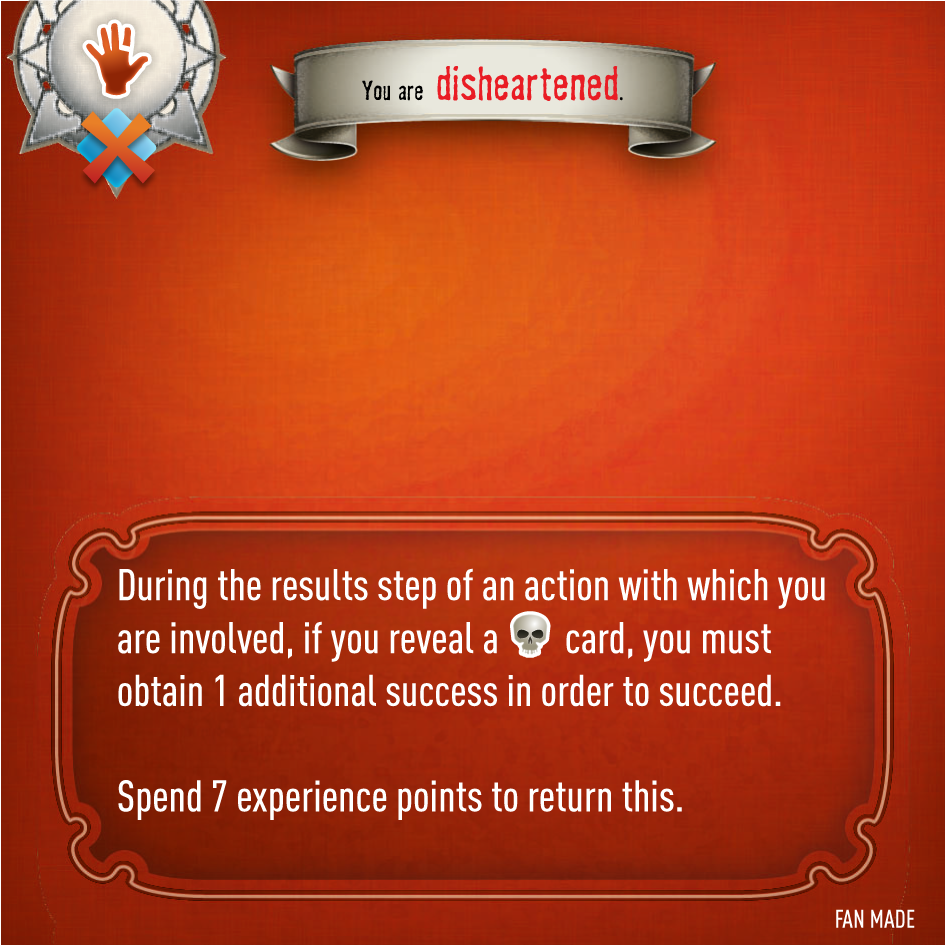 You are disheartened.
During the results step of an action with which you
are involved, if you reveal a card, you must
obtain 1 additional success in order to succeed.
Spend 7 experience points to return this.
FAN MADE